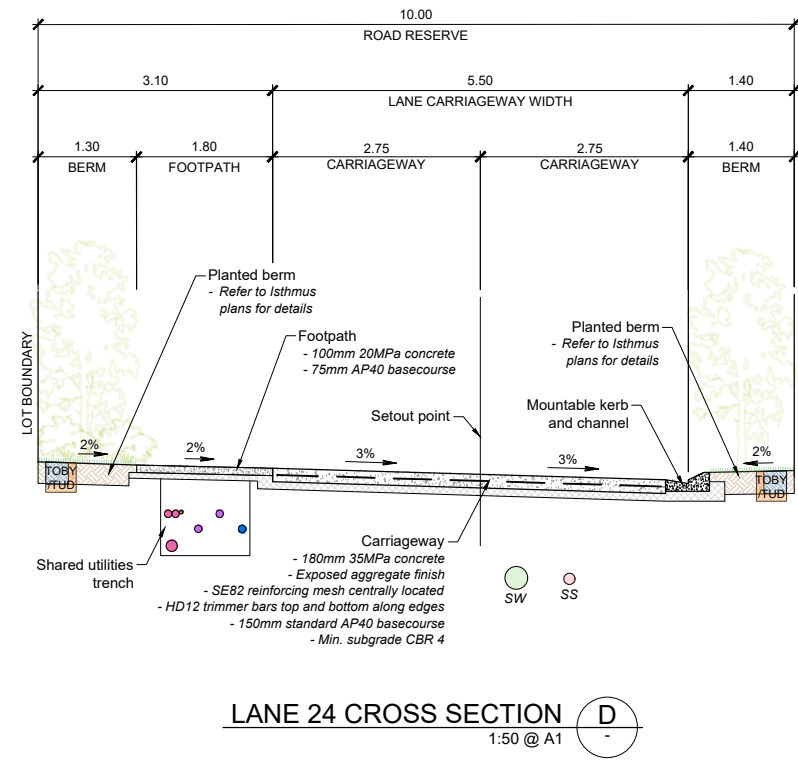 10.00
ROAD RESERVE
3.10
5.50
1.40
LANE CARRIAGEWAY WIDTH
1.30
1.80
2.75
2.75
1.40
BERM
FOOTPATH
CARRIAGEWAY
CARRIAGEWAY
BERM
LOT BOUNDARY
Planted berm
- Refer to Isthmus
plans for details
Footpath
- 100mm 20MPa concrete
- 75mm AP40 basecourse
Setout point
Planted berm
- Refer to Isthmus
plans for details
Mountable kerb
and channel
2%
2%
3%
3%
2%
TOBY
/TUD
TOBY
/TUD
Shared utilities
trench
Carriageway
- 180mm 35MPa concrete
- Exposed aggregate finish
- SE82 reinforcing mesh centrally located
- HD12 trimmer bars top and bottom along edges
- 150mm standard AP40 basecourse
- Min. subgrade CBR 4
SW
SS
LANE 24 CROSS SECTION
1:50 @ A1
D
-